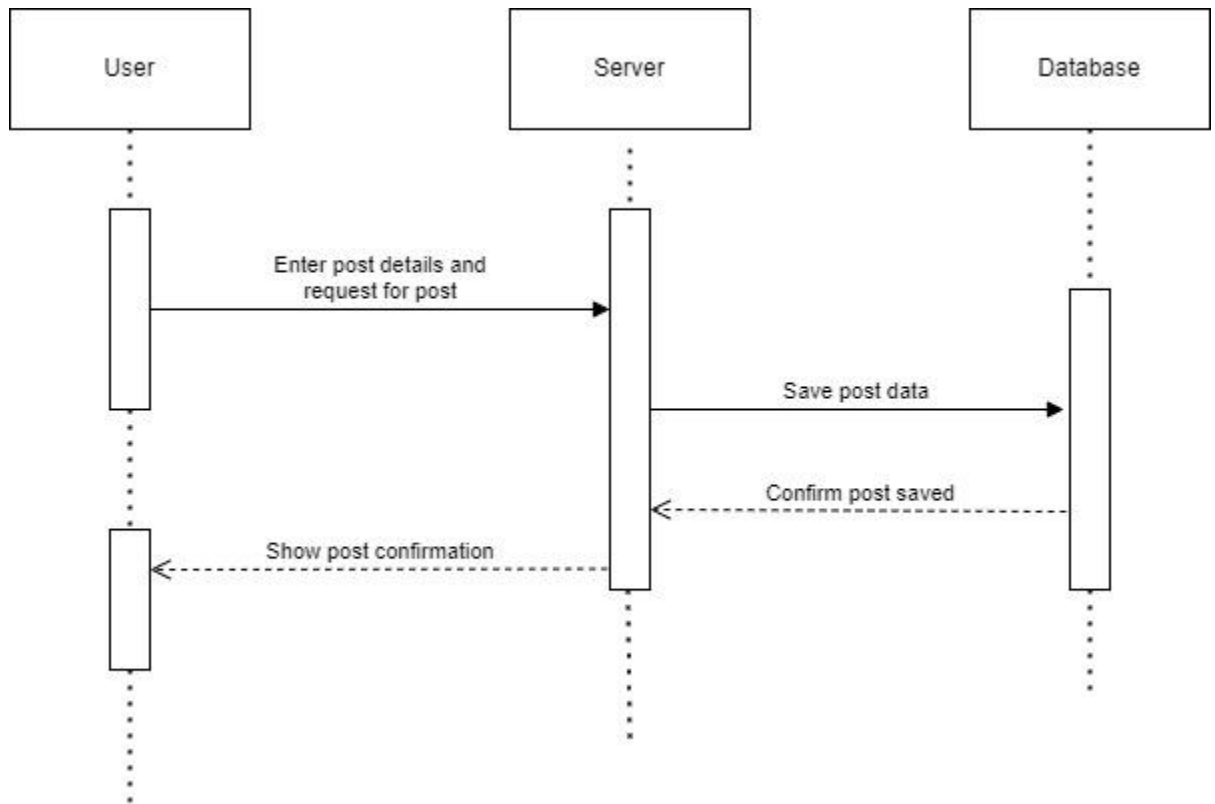 User
Server
Database
Enter post details and
request for post
Save post data
Confirm post saved
Show post confirmation